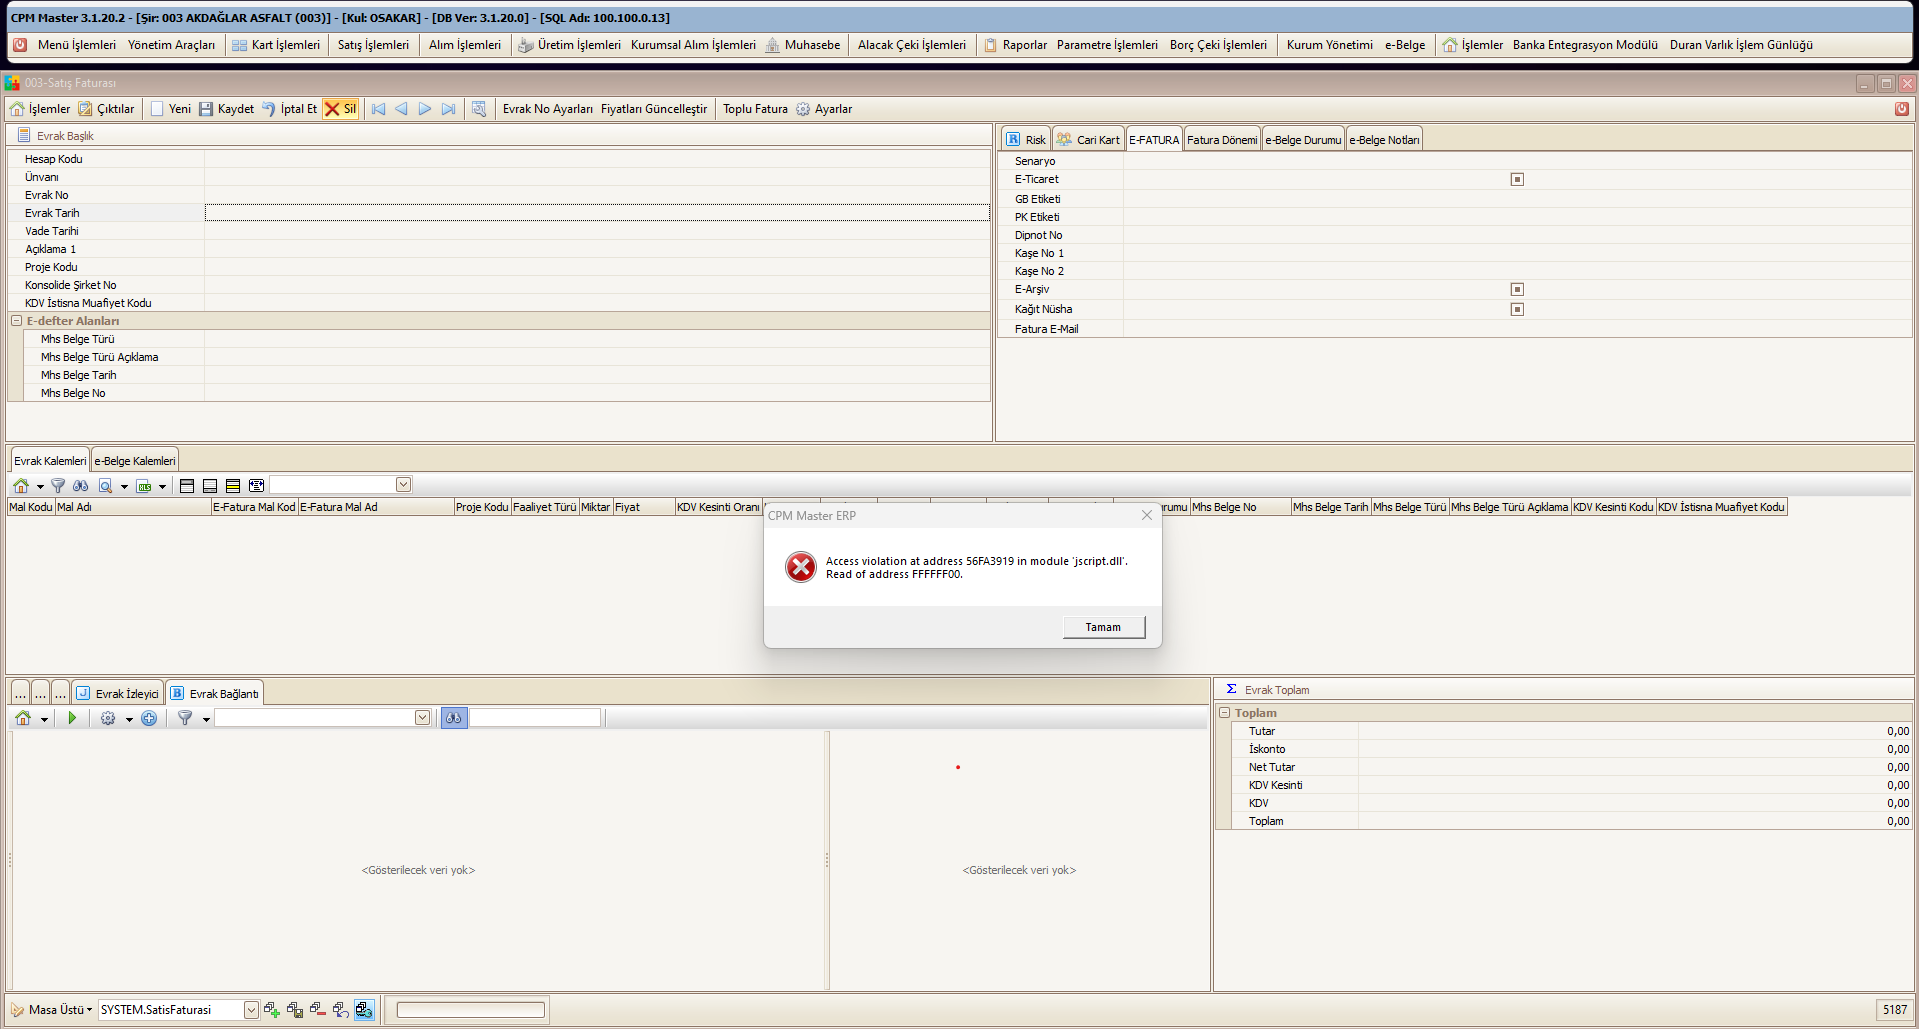 CPM Master 3.1.20.2 - [Şir: 003 AKDAĞLAR ASFALT (003)] - [Kul: OSAKAR] - [DB Ver: 3.1.20.0] - [SQL Adı: 100.100.0.13]
Menü İşlemleri Yönetim Araçları Kart İşlemleri Satış İşlemleri Alım İşlemleri Üretim İşlemleri Kurumsal Alım İşlemleri Muhasebe Alacak Çeki İşlemleri Raporlar Parametre İşlemleri Borç Çeki İşlemleri Kurum Yönetimi e-Belge İşlemler Banka Entegrasyon Modülü Duran Varlık İşlem Günlüğü
003-Satış Faturası
İşlemler Çıktılar Yeni Kaydet İptal Et Sil Evrak No Ayarları Fiyatları Güncelleştir Toplu Fatura Ayarlar
Evrak Başlık
Hesap Kodu
Ünvanı
Evrak No
Evrak Tarih
Vade Tarihi
Açıklama 1
Proje Kodu
Konsolide Şirket No
KDV İstisna Muafiyet Kodu
E-defter Alanları
Mhs Belge Türü
Mhs Belge Türü Açıklama
Mhs Belge Tarih
Mhs Belge No
Risk Cari Kart E-FATURA Fatura Dönemi e-Belge Durumu e-Belge Notları
Senaryo
E-Ticaret
GB Etiketi
PK Etiketi
Dipnot No
Kaşe No 1
Kaşe No 2
E-Arşiv
Kağıt Nüsha
Fatura E-Mail
Evrak Kalemleri e-Belge Kalemleri
Mal Kodu Mal Adı E-Fatura Mal Kod E-Fatura Mal Ad Proje Kodu Faaliyet Türü Miktar Fiyat KDV Kesinti Oranı urumu Mhs Belge No Mhs Belge Tarih Mhs Belge Türü Mhs Belge Türü Açıklama KDV Kesinti Kodu KDV İstisna Muafiyet Kodu
CPM Master ERP
Access violation at address 56FA3919 in module 'jscript.dll'.
Read of address FFFFFF00.
Tamam
... ... ... Evrak İzleyici Evrak Bağlantı
<Gösterilecek veri yok>
<Gösterilecek veri yok>
Evrak Toplam
Toplam
Tutar 0,00
İskonto 0,00
Net Tutar 0,00
KDV Kesinti 0,00
KDV 0,00
Toplam 0,00
Masa Üstü SYSTEM.SatisFaturasi
5187